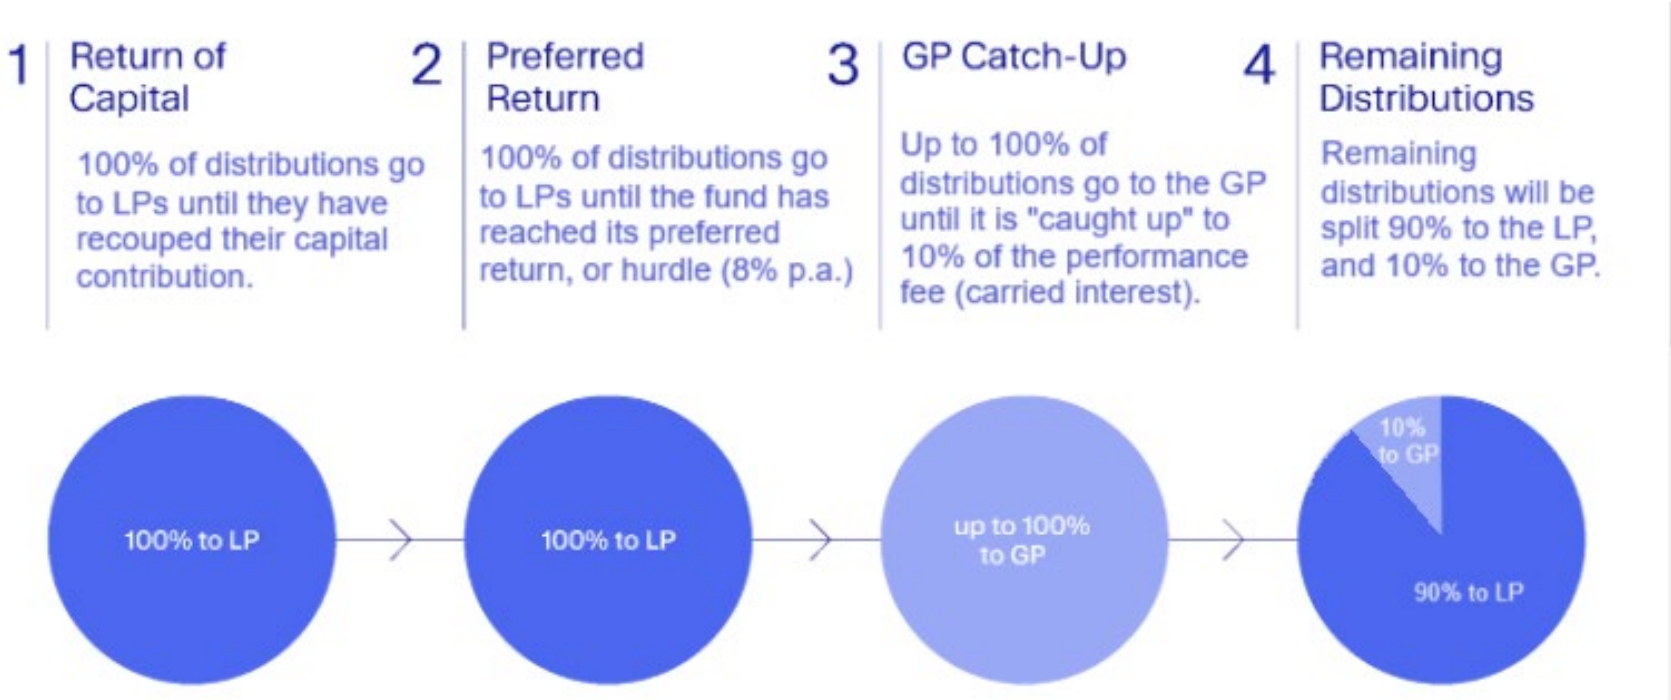 1
Return of
Capital
100% of distributions go
to LPs until they have
recouped their capital
contribution.
2
Preferred
Return
100% of distributions go
to LPs until the fund has
reached its preferred
return, or hurdle (8% p.a.)
3
GP Catch-Up
Up to 100% of
distributions go to the GP
until it is "caught up" to
10% of the performance
fee (carried interest).
4
Remaining
Distributions
Remaining
distributions will be
split 90% to the LP,
and 10% to the GP.
100% to LP
100% to LP
up to 100%
to GP
10%
to GP
90% to LP